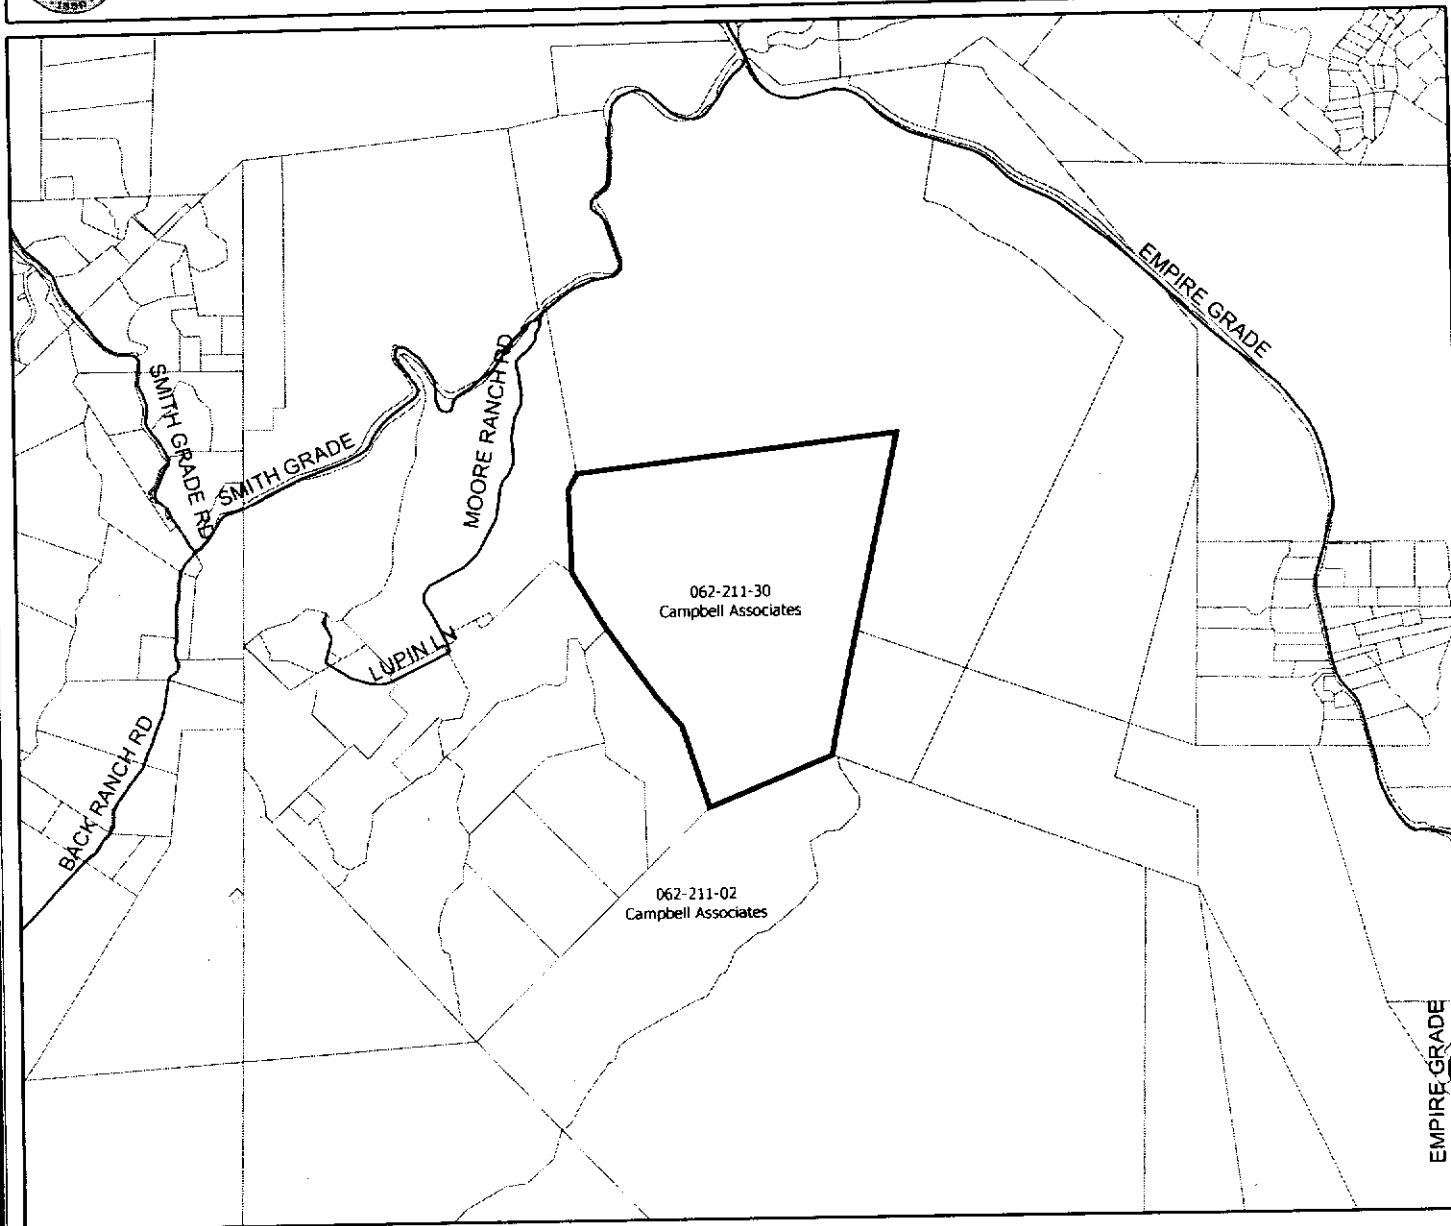 1850
EMPIRE GRADE
SMITH GRADE RD
SMITH GRADE
MOORE RANCH RD
062-211-30
Campbell Associates
LUPIN LN
BACK RANCH RD
062-211-02
Campbell Associates
EMPIRE GRADE